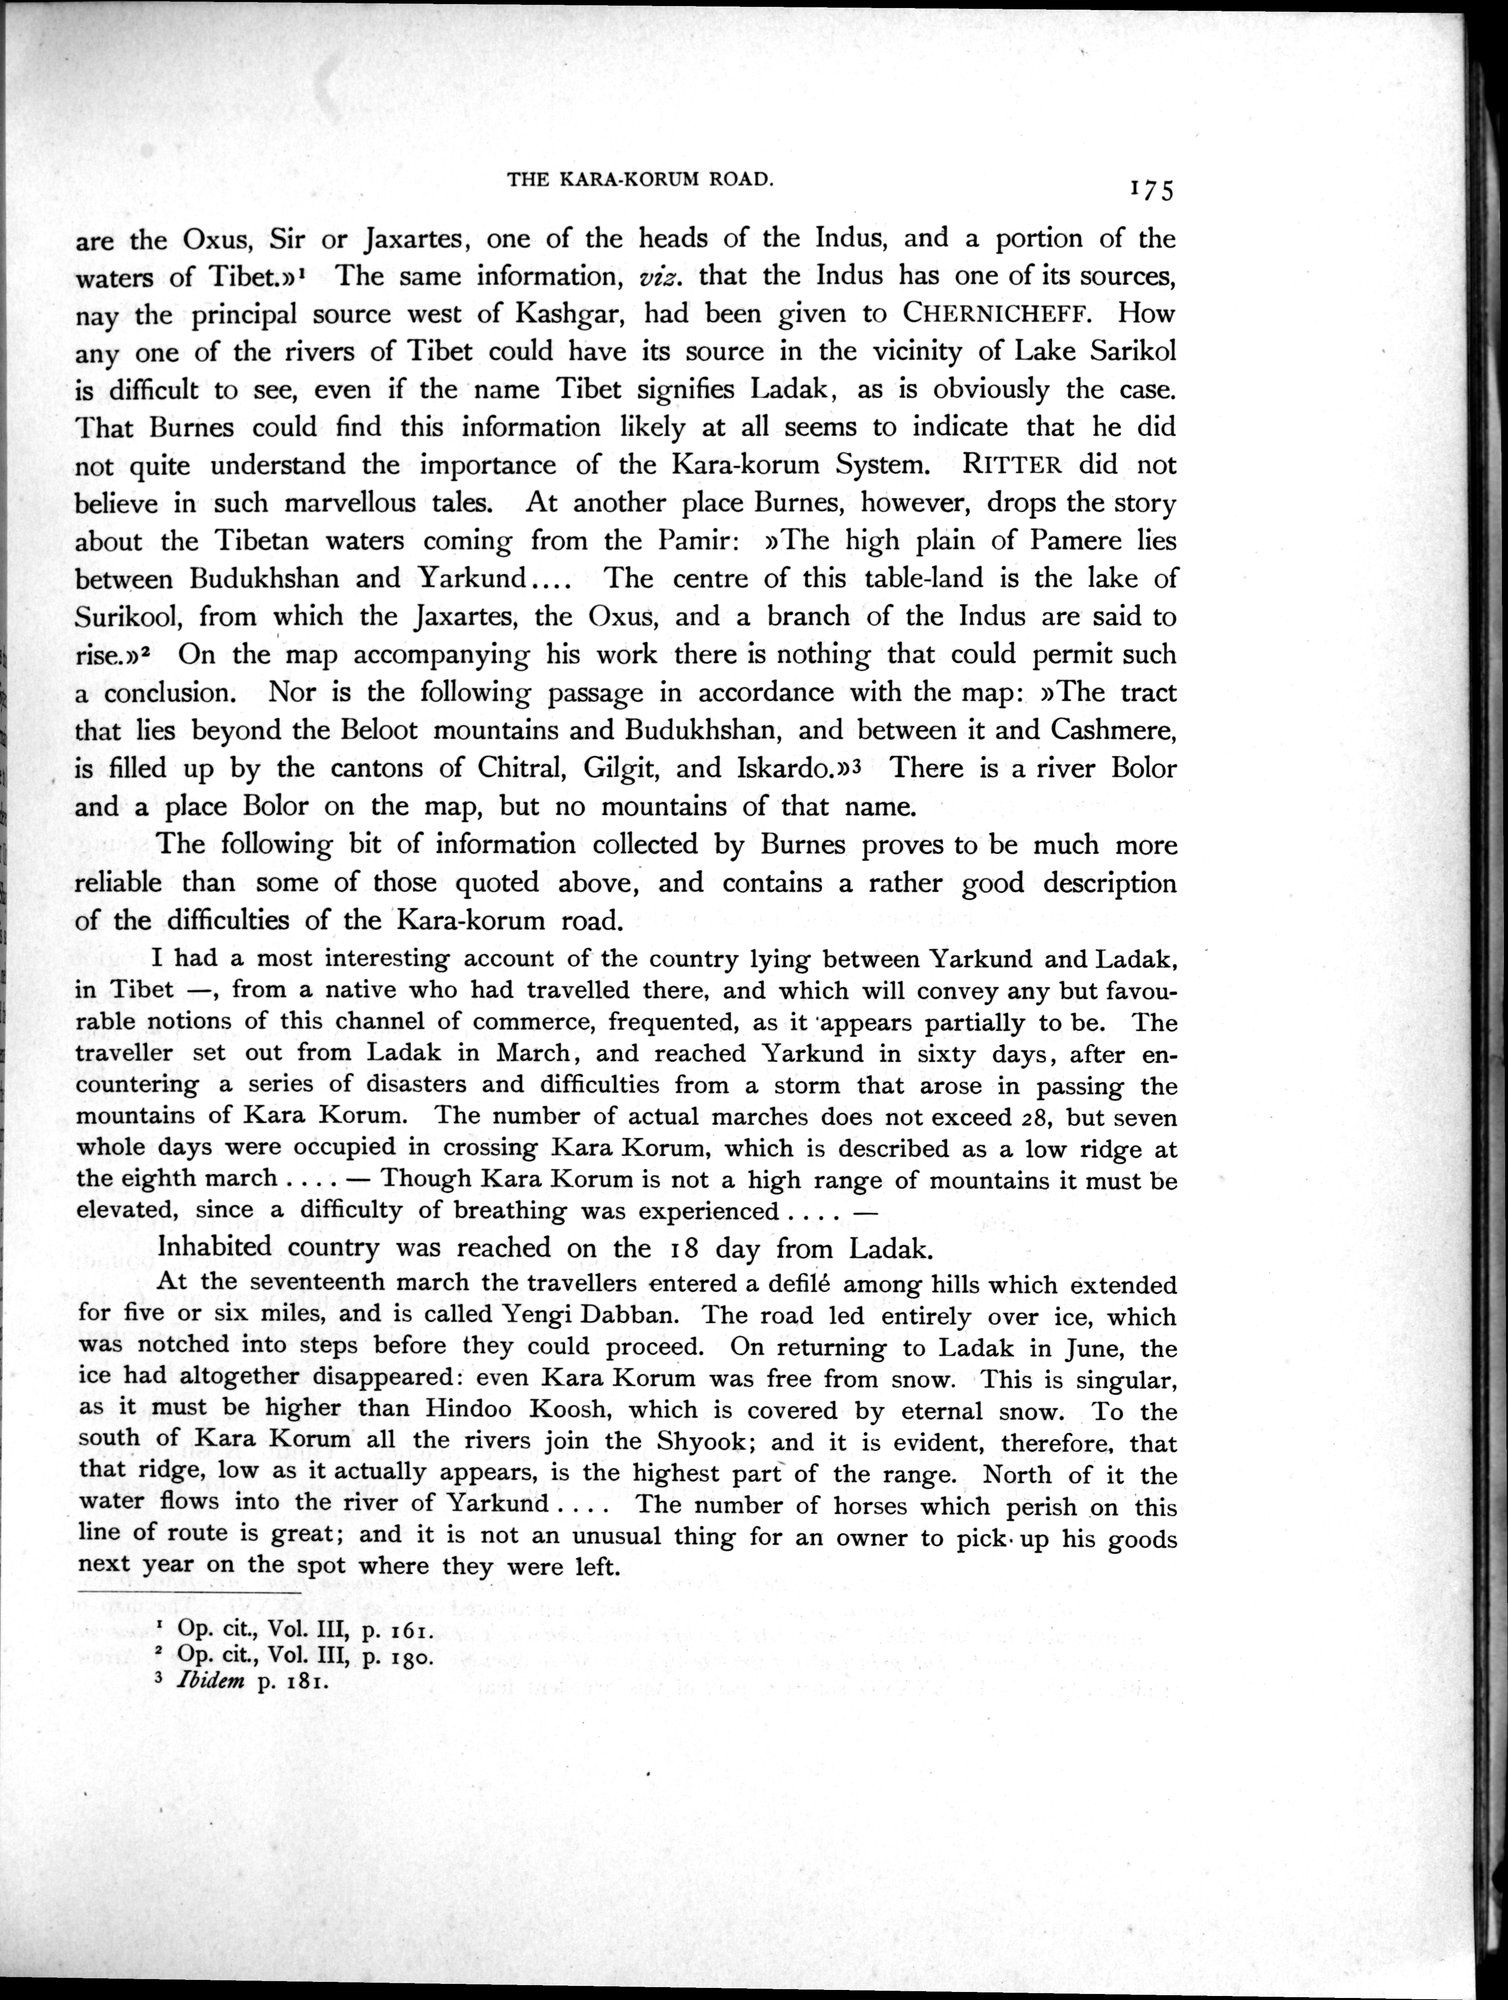 THE KARA-KORUM ROAD.
175
are the Oxus, Sir or Jaxartes, one of the heads of the Indus, and a portion of the
waters of Tibet.»¹ The same information, viz. that the Indus has one of its sources,
nay the principal source west of Kashgar, had been given to CHERNICHEFF. How
any one of the rivers of Tibet could have its source in the vicinity of Lake Sarikol
is difficult to see, even if the name Tibet signifies Ladak, as is obviously the case.
That Burnes could find this information likely at all seems to indicate that he did
not quite understand the importance of the Kara-korum System. RITTER did not
believe in such marvellous tales. At another place Burnes, however, drops the story
about the Tibetan waters coming from the Pamir: »The high plain of Pamere lies
between Budukhshan and Yarkund.... The centre of this table-land is the lake of
Surikool, from which the Jaxartes, the Oxus, and a branch of the Indus are said to
rise.»² On the map accompanying his work there is nothing that could permit such
a conclusion. Nor is the following passage in accordance with the map: »The tract
that lies beyond the Beloot mountains and Budukhshan, and between it and Cashmere,
is filled up by the cantons of Chitral, Gilgit, and Iskardo.»³ There is a river Bolor
and a place Bolor on the map, but no mountains of that name.
The following bit of information collected by Burnes proves to be much more
reliable than some of those quoted above, and contains a rather good description
of the difficulties of the Kara-korum road.
I had a most interesting account of the country lying between Yarkund and Ladak,
in Tibet —, from a native who had travelled there, and which will convey any but favou-
rable notions of this channel of commerce, frequented, as it appears partially to be. The
traveller set out from Ladak in March, and reached Yarkund in sixty days, after en-
countering a series of disasters and difficulties from a storm that arose in passing the
mountains of Kara Korum. The number of actual marches does not exceed 28, but seven
whole days were occupied in crossing Kara Korum, which is described as a low ridge at
the eighth march .... — Though Kara Korum is not a high range of mountains it must be
elevated, since a difficulty of breathing was experienced .... —
Inhabited country was reached on the 18 day from Ladak.
At the seventeenth march the travellers entered a defilé among hills which extended
for five or six miles, and is called Yengi Dabban. The road led entirely over ice, which
was notched into steps before they could proceed. On returning to Ladak in June, the
ice had altogether disappeared: even Kara Korum was free from snow. This is singular,
as it must be higher than Hindoo Koosh, which is covered by eternal snow. To the
south of Kara Korum all the rivers join the Shyook; and it is evident, therefore, that
that ridge, low as it actually appears, is the highest part of the range. North of it the
water flows into the river of Yarkund .... The number of horses which perish on this
line of route is great; and it is not an unusual thing for an owner to pick up his goods
next year on the spot where they were left.
¹ Op. cit., Vol. III, p. 161.
² Op. cit., Vol. III, p. 180.
³ Ibidem p. 181.